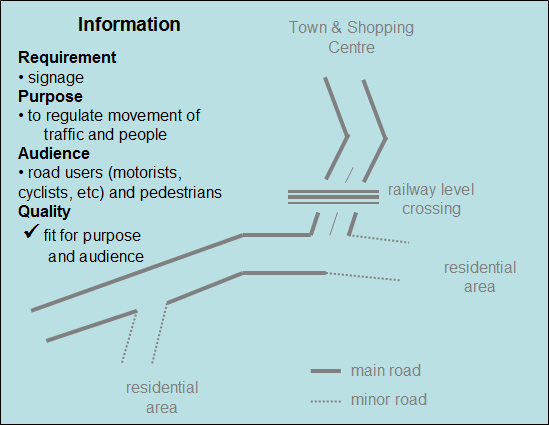 Information
Requirement
• signage
Purpose
• to regulate movement of
traffic and people
Audience
• road users (motorists,
cyclists, etc) and pedestrians
Quality
✓ fit for purpose
and audience
Town & Shopping
Centre
railway level
crossing
residential
area
residential
area
main road
minor road